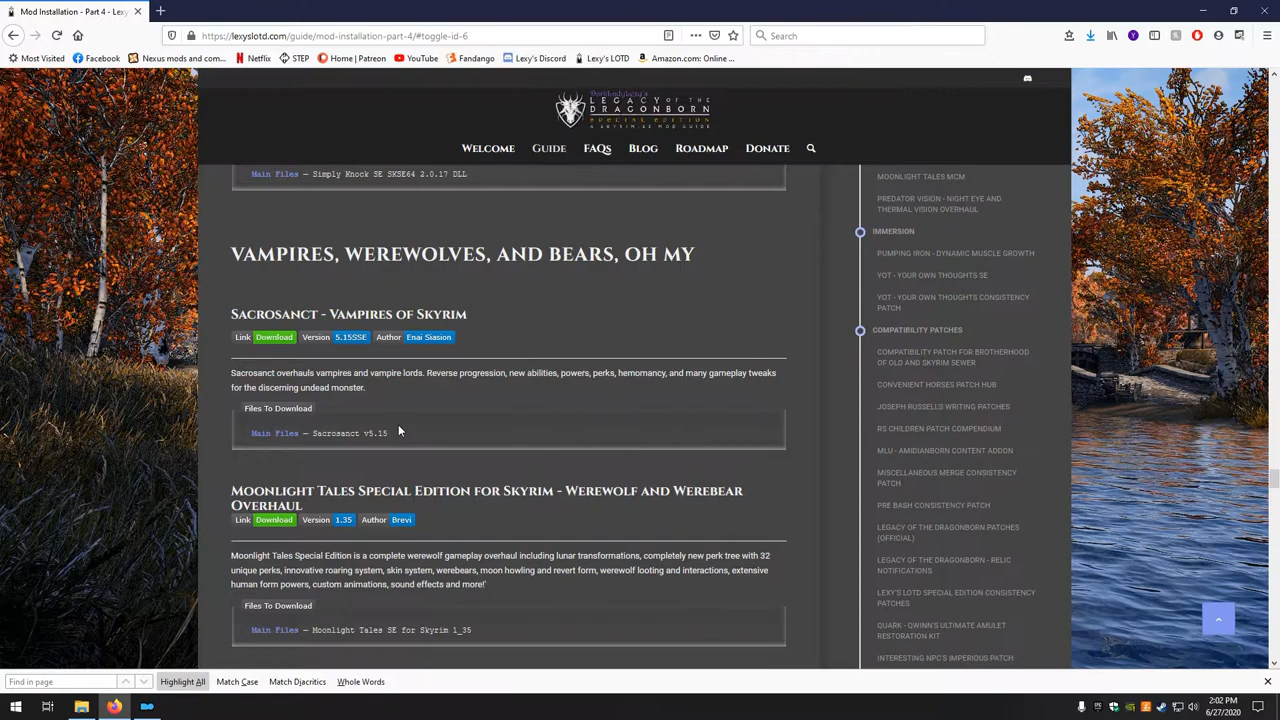 Mod Installation - Part 4 - Lex
https://lexyslotd.com/guide/mod-installation-part-4/#toggle-id-6
Search
Most Visited
Facebook
Nexus mods and com...
Netflix
STEP
Home | Patreon
YouTube
Fandango
Lexy's Discord
Lexy's LOTD
Amazon.com: Online ...
DarkladyLexy's
LEGACY OF THE
DRAGONBORN
SPECIAL EDITION
A SKYRIM:SE MOD GUIDE
WELCOME
GUIDE
FAQS
BLOG
ROADMAP
DONATE
Main Files – Simply Knock SE SKSE64 2.0.17 DLL
VAMPIRES, WEREWOLVES, AND BEARS, OH MY
SACROSANCT - VAMPIRES OF SKYRIM
Link Download Version 5.15SSE Author Enai Siasion
Sacrosanct overhauls vampires and vampire lords. Reverse progression, new abilities, powers, perks, hemomancy, and many gameplay tweaks
for the discerning undead monster.
Files To Download
Main Files – Sacrosanct v5.15
MOONLIGHT TALES SPECIAL EDITION FOR SKYRIM - WEREWOLF AND WEREBEAR
OVERHAUL
Link Download Version 1.35 Author Brevi
Moonlight Tales Special Edition is a complete werewolf gameplay overhaul including lunar transformations, completely new perk tree with 32
unique perks, innovative roaring system, skin system, werebears, moon howling and revert form, werewolf looting and interactions, extensive
human form powers, custom animations, sound effects and more!'
Files To Download
Main Files – Moonlight Tales SE for Skyrim 1_35
MOONLIGHT TALES MCM
PREDATOR VISION - NIGHT EYE AND
THERMAL VISION OVERHAUL
IMMERSION
PUMPING IRON - DYNAMIC MUSCLE GROWTH
YOT - YOUR OWN THOUGHTS SE
YOT - YOUR OWN THOUGHTS CONSISTENCY
PATCH
COMPATIBILITY PATCHES
COMPATIBILITY PATCH FOR BROTHERHOOD
OF OLD AND SKYRIM SEWER
CONVENIENT HORSES PATCH HUB
JOSEPH RUSSELL'S WRITING PATCHES
RS CHILDREN PATCH COMPENDIUM
MLU - AMIDIANBORN CONTENT ADDON
MISCELLANEOUS MERGE CONSISTENCY
PATCH
PRE BASH CONSISTENCY PATCH
LEGACY OF THE DRAGONBORN PATCHES
(OFFICIAL)
LEGACY OF THE DRAGONBORN - RELIC
NOTIFICATIONS
LEXY'S LOTD SPECIAL EDITION CONSISTENCY
PATCHES
QUARK - QWINN'S ULTIMATE AMULET
RESTORATION KIT
INTERESTING NPC'S IMPERIOUS PATCH
Find in page
Highlight All
Match Case
Match Diacritics
Whole Words
2:02 PM
6/27/2020